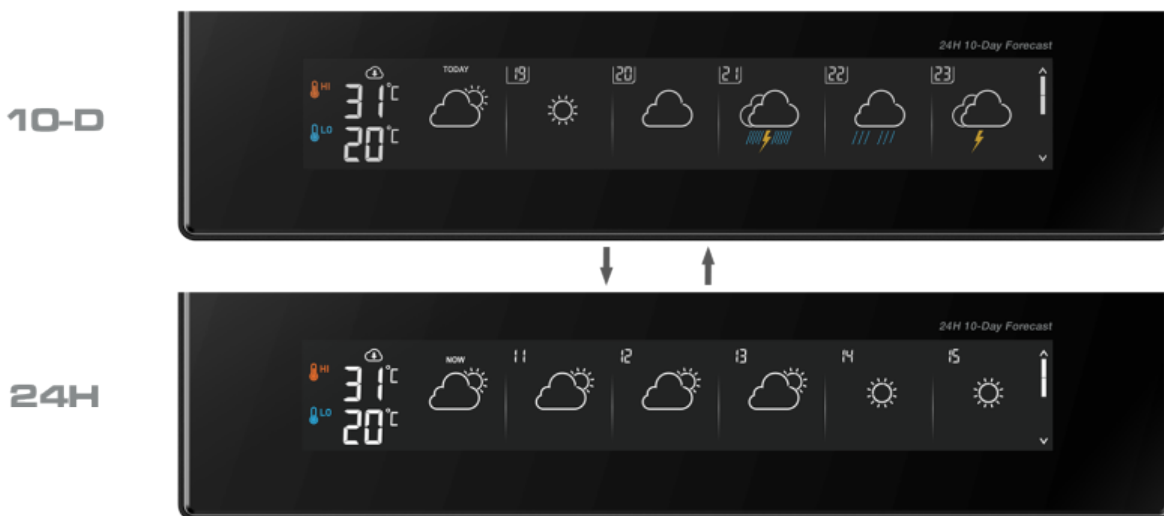 10-D
24H 10-Day Forecast
HI 31°C
LO 20°C
TODAY 19 20 21 22 23
24H
24H 10-Day Forecast
HI 31°C
LO 20°C
NOW 11 12 13 14 15